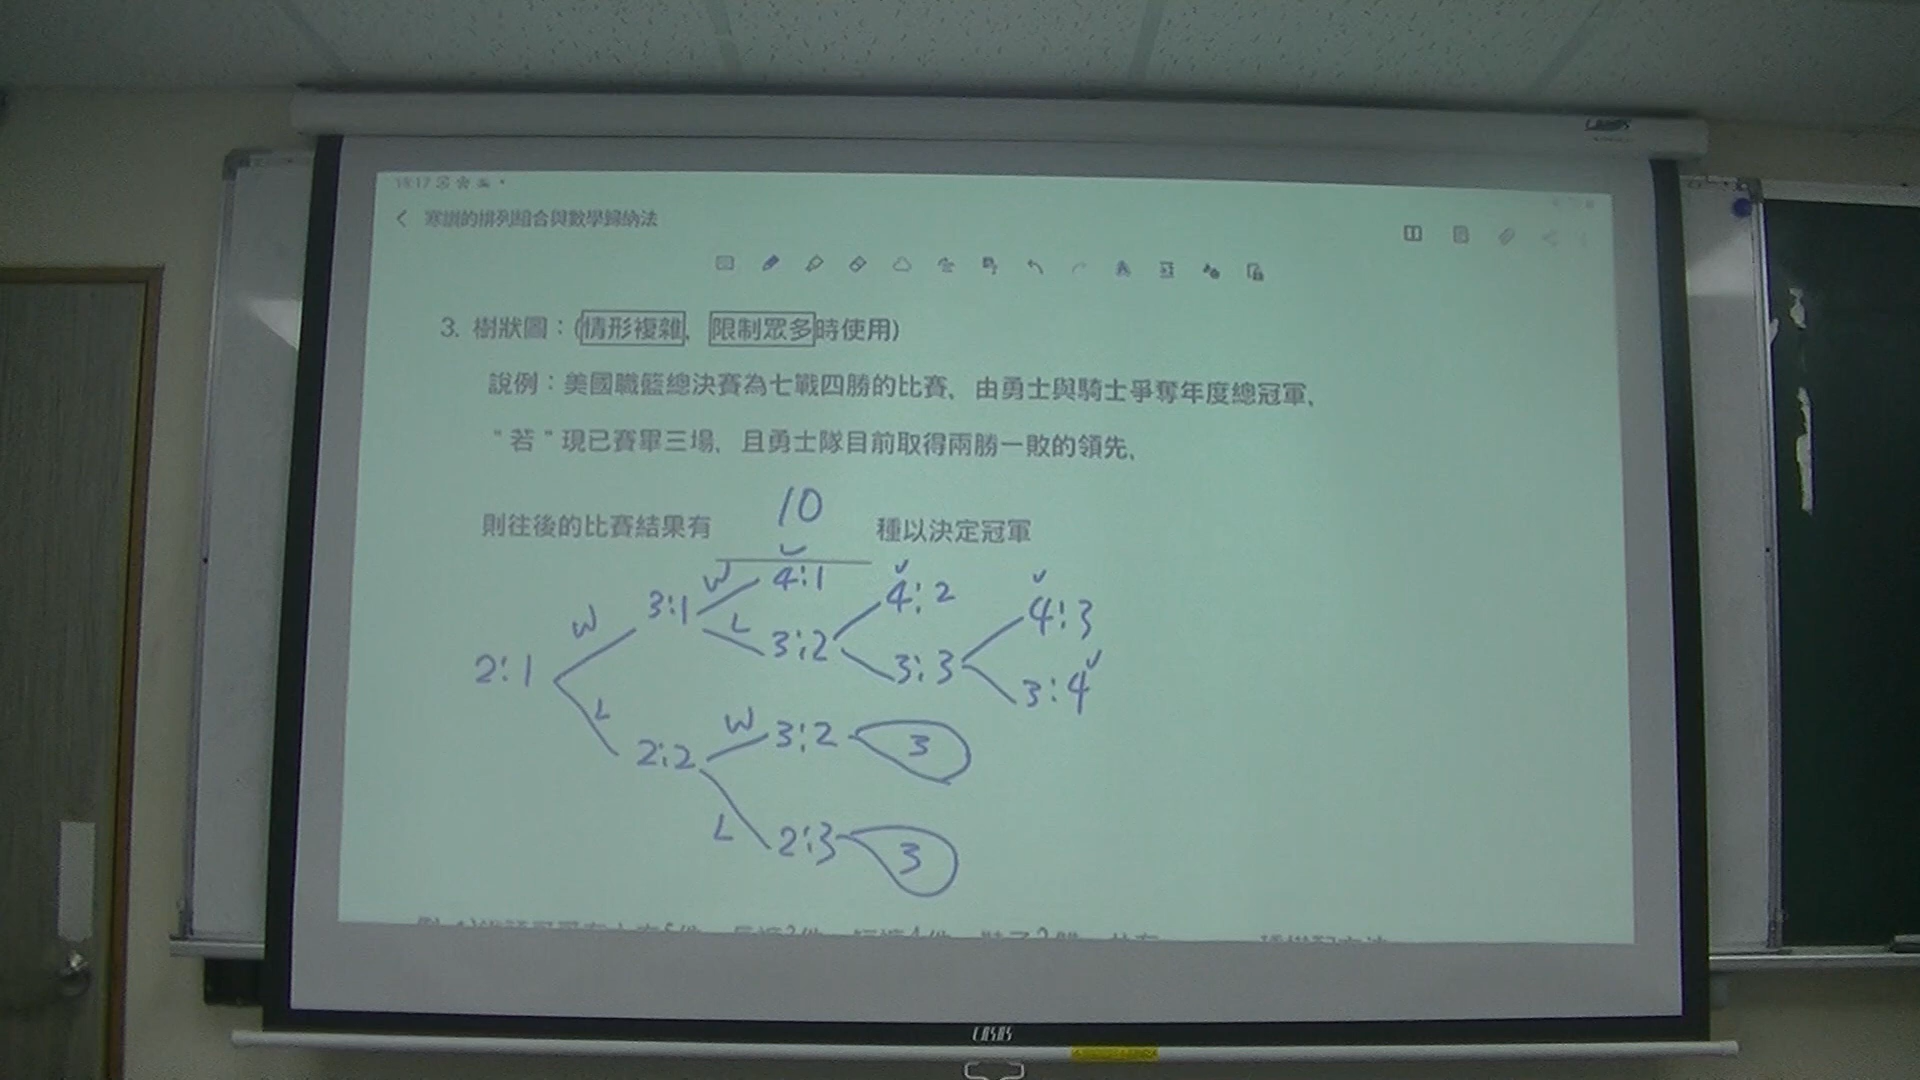 18:17
寒訓的排列組合與數學歸納法
3. 樹狀圖：(情形複雜，限制眾多時使用)
說例：美國職籃總決賽為七戰四勝的比賽，由勇士與騎士爭奪年度總冠軍，
"若"現已賽畢三場，且勇士隊目前取得兩勝一敗的領先，
則往後的比賽結果有 10 種以決定冠軍
W 4:1 4:2 4:3
W 3:1 L 3:2 3:3 3:4
2:1
L 2:2 W 3:2 3
L 2:3 3
CASOS